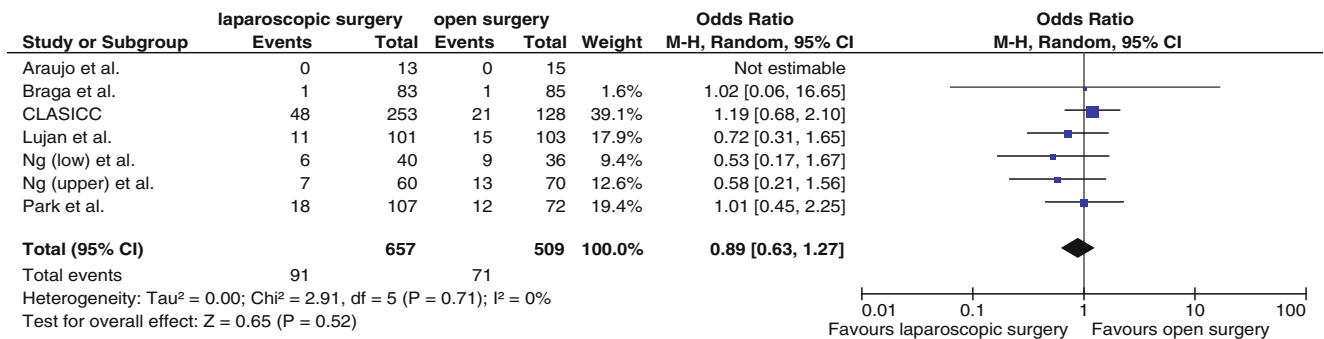 laparoscopic surgery open surgery Odds Ratio Odds Ratio
Study or Subgroup Events Total Events Total Weight M-H, Random, 95% CI M-H, Random, 95% CI
Araujo et al. 0 13 0 15 Not estimable
Braga et al. 1 83 1 85 1.6% 1.02 [0.06, 16.65]
CLASICC 48 253 21 128 39.1% 1.19 [0.68, 2.10]
Lujan et al. 11 101 15 103 17.9% 0.72 [0.31, 1.65]
Ng (low) et al. 6 40 9 36 9.4% 0.53 [0.17, 1.67]
Ng (upper) et al. 7 60 13 70 12.6% 0.58 [0.21, 1.56]
Park et al. 18 107 12 72 19.4% 1.01 [0.45, 2.25]
Total (95% CI) 657 509 100.0% 0.89 [0.63, 1.27]
Total events 91 71
Heterogeneity: Tau² = 0.00; Chi² = 2.91, df = 5 (P = 0.71); I² = 0%
Test for overall effect: Z = 0.65 (P = 0.52)
0.01 0.1 1 10 100
Favours laparoscopic surgery Favours open surgery